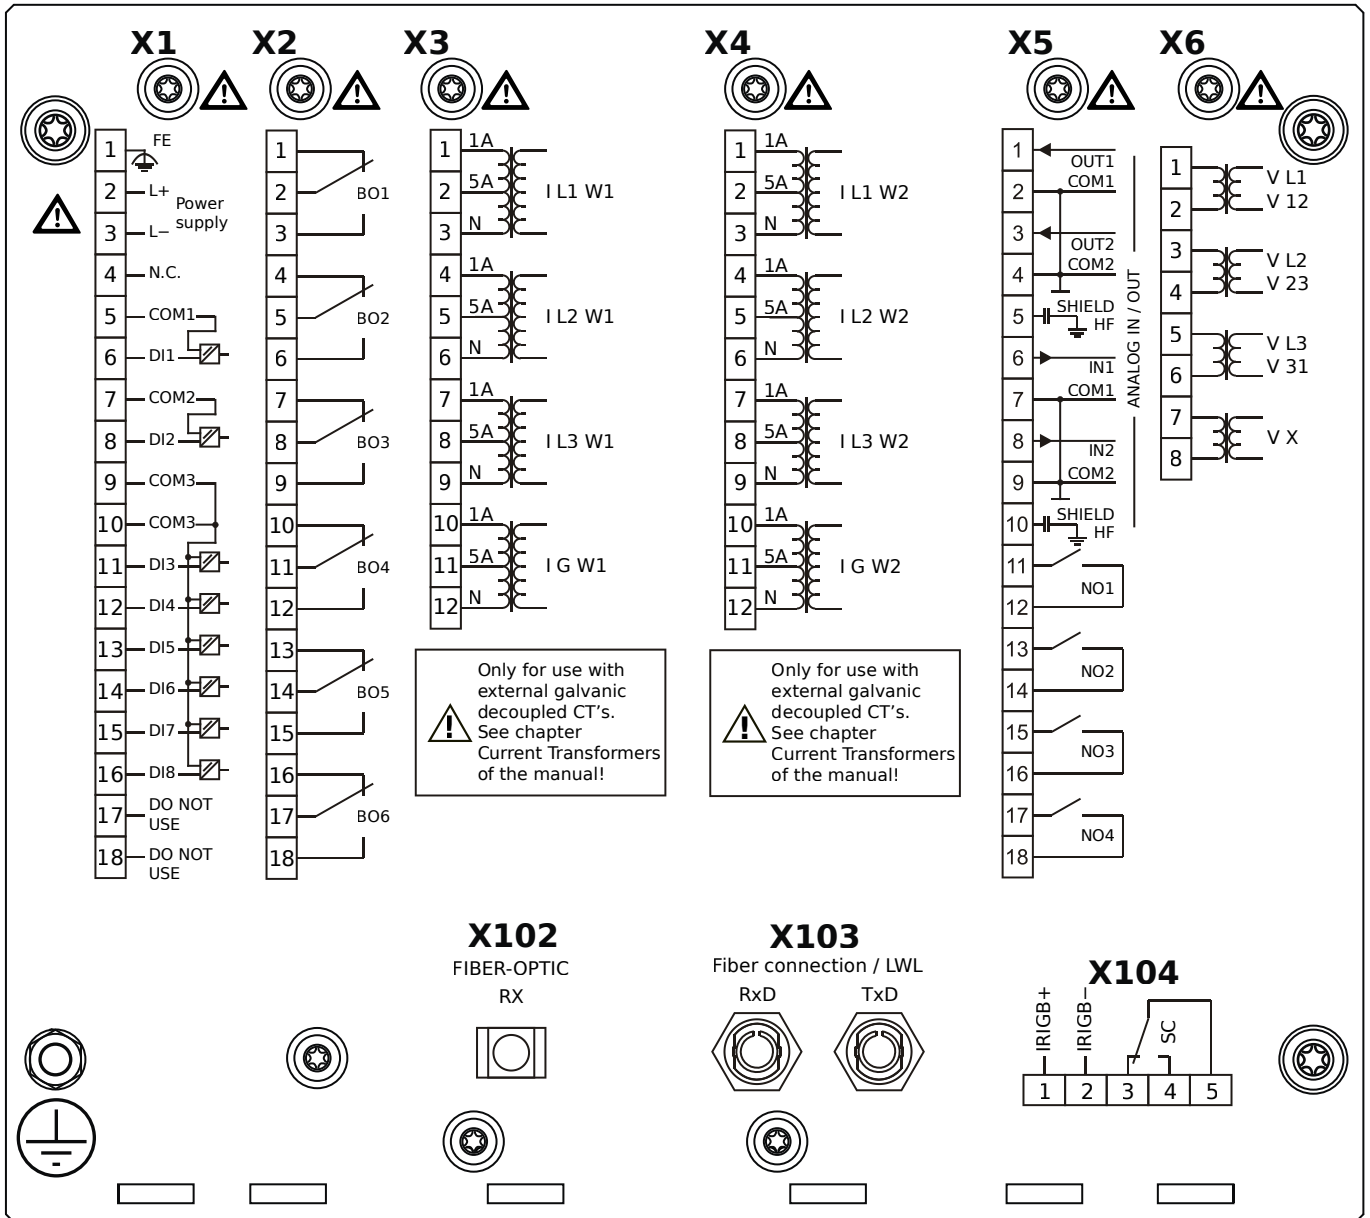 X1
X2
X3
X4
X5
X6
1
FE
2
L+
Power
supply
3
L−
4
N.C.
5
COM1
6
DI1
7
COM2
8
DI2
9
COM3
10
COM3
11
DI3
12
DI4
13
DI5
14
DI6
15
DI7
16
DI8
17
DO NOT
USE
18
DO NOT
USE
1
2
BO1
3
4
5
BO2
6
7
8
BO3
9
10
11
BO4
12
13
14
BO5
15
16
17
BO6
18
1
1A
2
5A
I L1 W1
3
N
4
1A
5
5A
I L2 W1
6
N
7
1A
8
5A
I L3 W1
9
N
10
1A
11
5A
I G W1
12
N
Only for use with
external galvanic
decoupled CT's.
See chapter
Current Transformers
of the manual!
1
1A
2
5A
I L1 W2
3
N
4
1A
5
5A
I L2 W2
6
N
7
1A
8
5A
I L3 W2
9
N
10
1A
11
5A
I G W2
12
N
Only for use with
external galvanic
decoupled CT's.
See chapter
Current Transformers
of the manual!
1
OUT1
2
COM1
3
OUT2
4
COM2
5
SHIELD
HF
6
IN1
7
COM1
8
IN2
9
COM2
10
SHIELD
HF
ANALOG IN / OUT
11
NO1
12
13
NO2
14
15
NO3
16
17
NO4
18
1
V L1
2
V 12
3
V L2
4
V 23
5
V L3
6
V 31
7
V X
8
X102
FIBER-OPTIC
RX
X103
Fiber connection / LWL
RxD
TxD
X104
IRIGB+
IRIGB−
SC
1
2
3
4
5